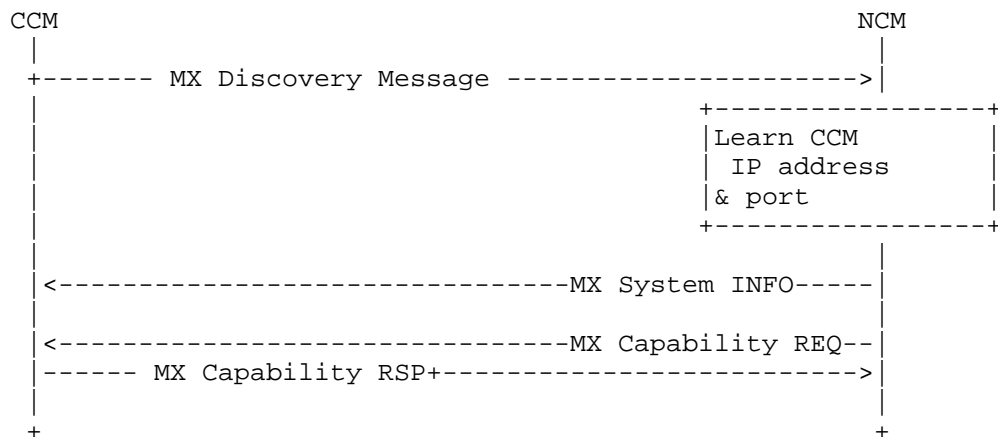 CCM NCM
MX Discovery Message
Learn CCM
IP address
& port
MX System INFO
MX Capability REQ
MX Capability RSP